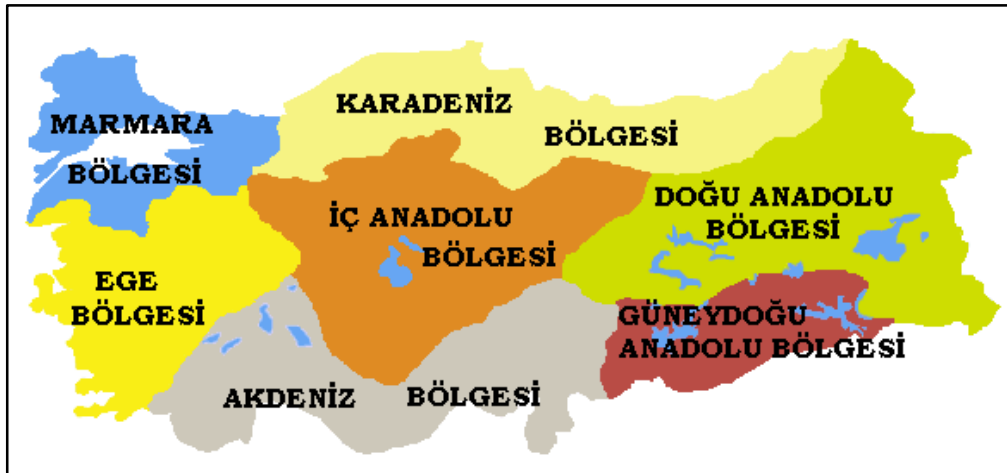 MARMARA
BÖLGESİ
KARADENİZ
BÖLGESİ
İÇ ANADOLU
BÖLGESİ
DOĞU ANADOLU
BÖLGESİ
EGE
BÖLGESİ
GÜNEYDOĞU
ANADOLU BÖLGESİ
AKDENİZ BÖLGESİ